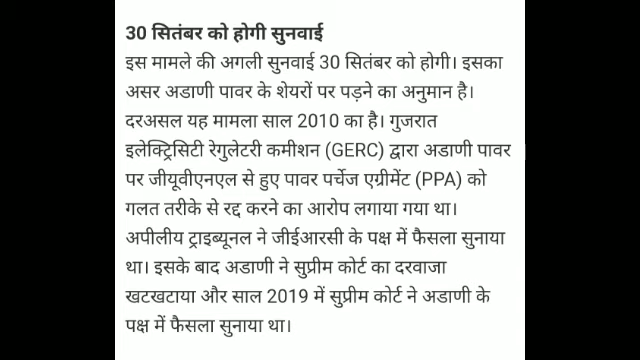 30 सितंबर को होगी सुनवाई
इस मामले की अगली सुनवाई 30 सितंबर को होगी। इसका
असर अडाणी पावर के शेयरों पर पड़ने का अनुमान है।
दरअसल यह मामला साल 2010 का है। गुजरात
इलेक्ट्रिसिटी रेगुलेटरी कमीशन (GERC) द्वारा अडाणी पावर
पर जीयूवीएनएल से हुए पावर पर्चेज एग्रीमेंट (PPA) को
गलत तरीके से रद्द करने का आरोप लगाया गया था।
अपीलीय ट्राइब्यूनल ने जीईआरसी के पक्ष में फैसला सुनाया
था। इसके बाद अडाणी ने सुप्रीम कोर्ट का दरवाजा
खटखटाया और साल 2019 में सुप्रीम कोर्ट ने अडाणी के
पक्ष में फैसला सुनाया था।